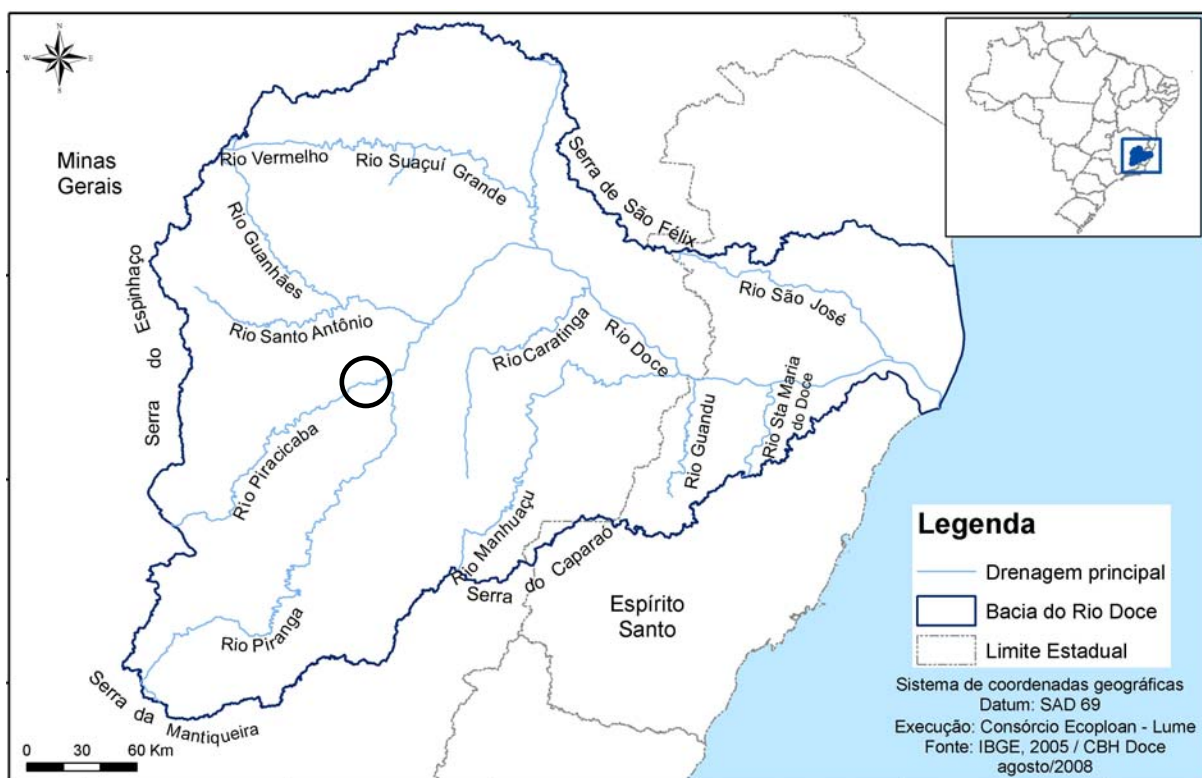 N
W
E
S
Minas
Gerais
Rio Vermelho
Rio Suaçuí Grande
Serra de São Félix
Rio Guanhães
Serra do Espinhaço
Rio Santo Antônio
Rio Caratinga
Rio Doce
Rio São José
Rio Piracicaba
Rio Guandu
Rio Sta Maria
do Doce
Rio Manhuaçu
Serra do Caparaó
Rio Piranga
Serra da Mantiqueira
Espírito
Santo
0 30 60 Km
Legenda
Drenagem principal
Bacia do Rio Doce
Limite Estadual
Sistema de coordenadas geográficas
Datum: SAD 69
Execução: Consórcio Ecoploan - Lume
Fonte: IBGE, 2005 / CBH Doce
agosto/2008